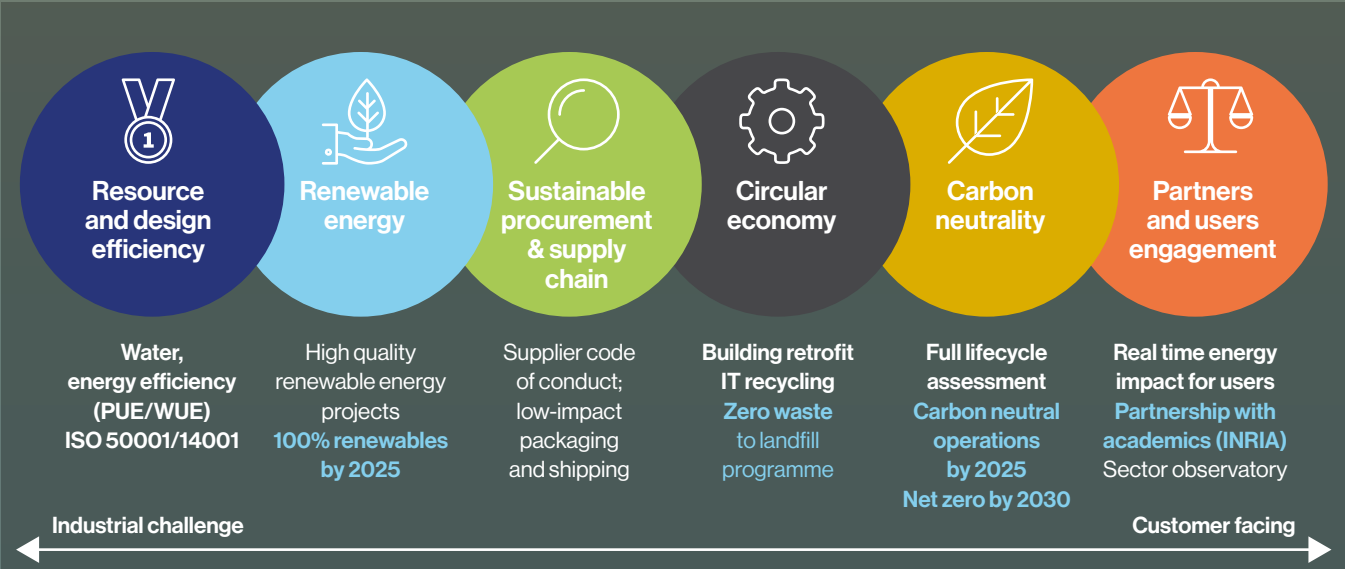 1
Resource
and design
efficiency
Renewable
energy
Sustainable
procurement
& supply
chain
Circular
economy
Carbon
neutrality
Partners
and users
engagement
Water,
energy efficiency
(PUE/WUE)
ISO 50001/14001
High quality
renewable energy
projects
100% renewables
by 2025
Supplier code
of conduct;
low-impact
packaging
and shipping
Building retrofit
IT recycling
Zero waste
to landfill
programme
Full lifecycle
assessment
Carbon neutral
operations
by 2025
Net zero by 2030
Real time energy
impact for users
Partnership with
academics (INRIA)
Sector observatory
Industrial challenge
Customer facing